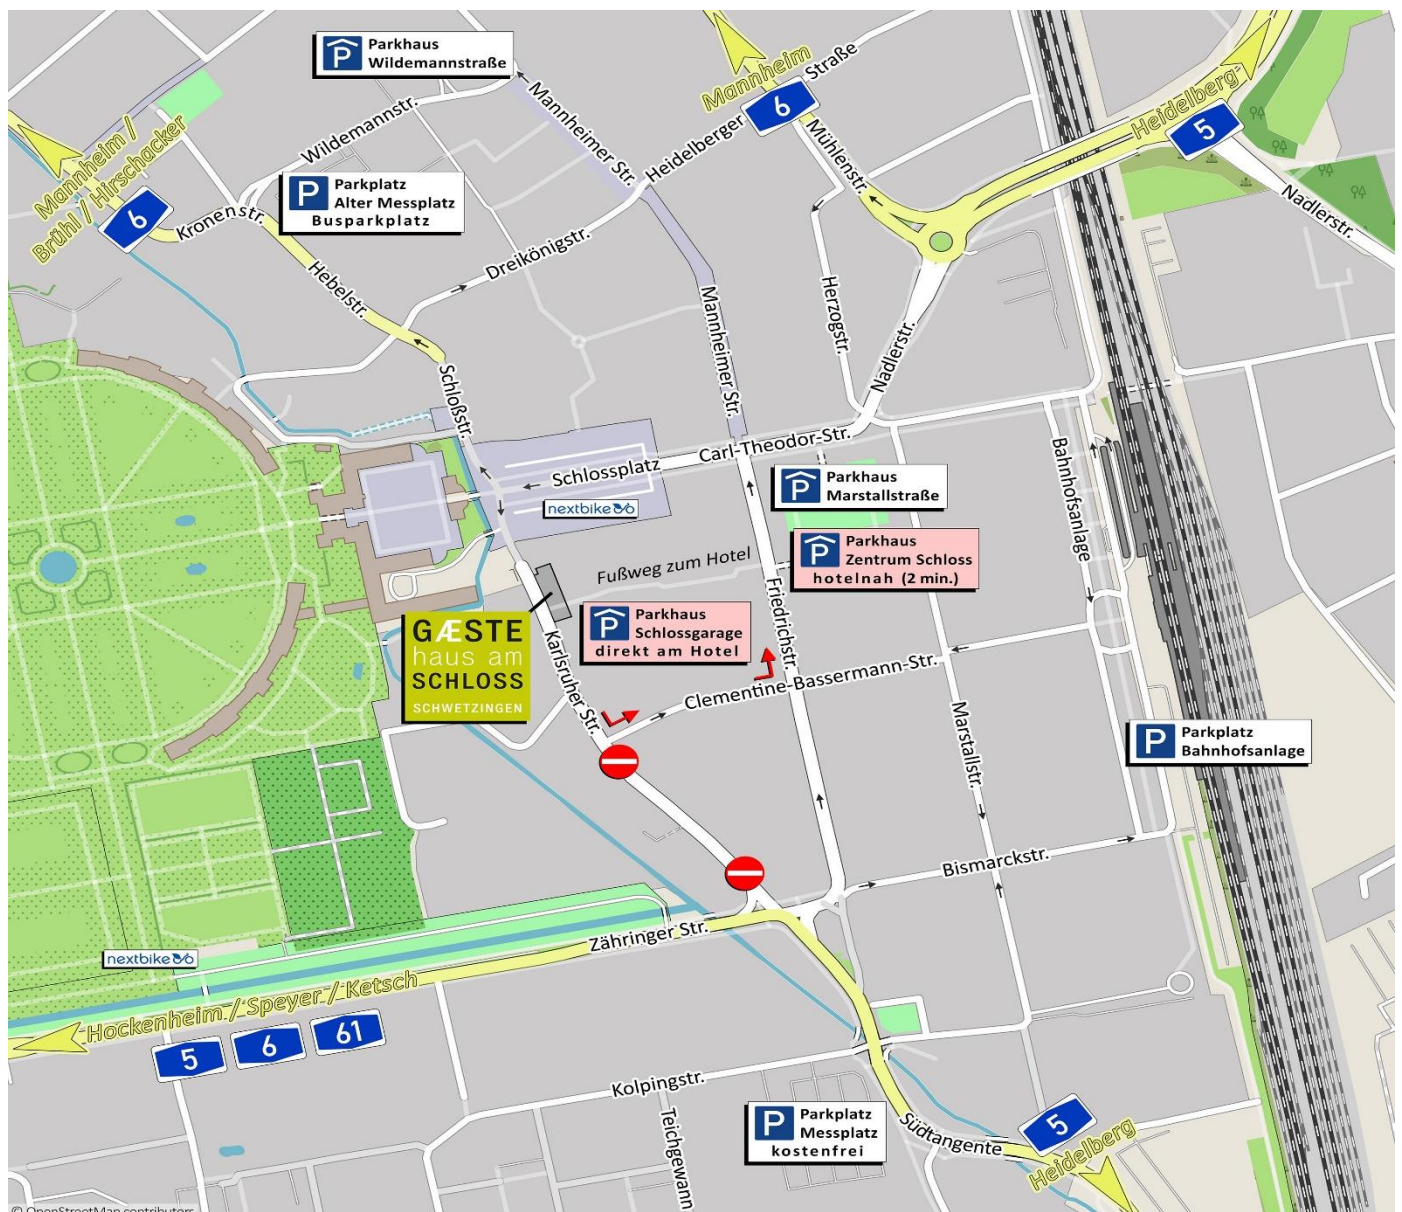 Parkhaus
Wildemannstraße
Mannheim
Straße
6
Heidelberg
5
Mannheimer Str.
Heidelberger
Mühlenstr.
Wildemannstr.
Mannheim /
Brühl / Hirschacker
6
Kronenstr.
Parkplatz
Alter Messplatz
Busparkplatz
Nadlerstr.
Dreikönigstr.
Hebelstr.
Mannheimer Str.
Herzogstr.
Nadlerstr.
Schloßstr.
Carl-Theodor-Str.
Schlossplatz
Bahnhofsanlage
Parkhaus
Marstallstraße
nextbike
Parkhaus
Zentrum Schloss
hotelnah (2 min.)
Fußweg zum Hotel
Friedrichstr.
GÆSTE
haus am
SCHLOSS
SCHWETZINGEN
Karlsruher Str.
Parkhaus
Schlossgarage
direkt am Hotel
Clementine-Bassermann-Str.
Marstallstr.
Parkplatz
Bahnhofsanlage
Bismarckstr.
Zähringer Str.
nextbike
Hockenheim / Speyer / Ketsch
5
6
61
Kolpingstr.
Teichgewann
Parkplatz
Messplatz
kostenfrei
Südtangente
5
Heidelberg
© OpenStreetMap contributors